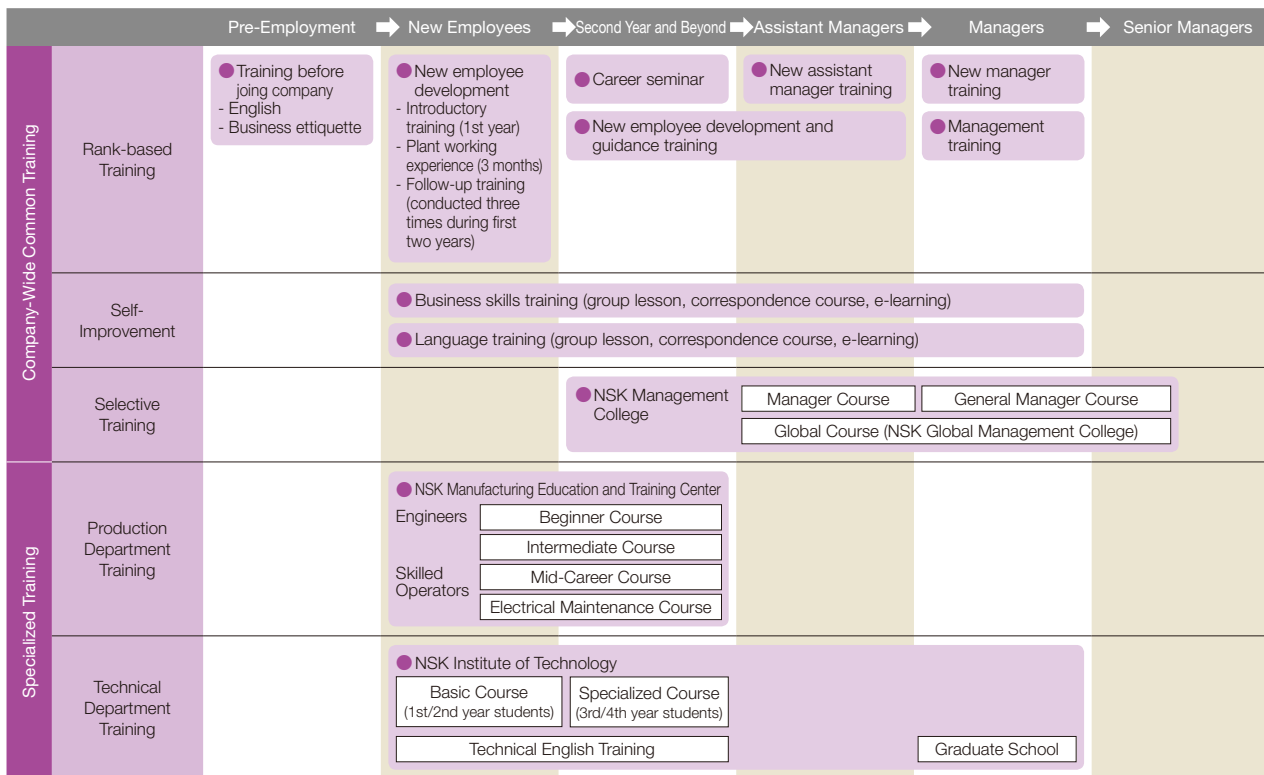 Pre-Employment
New Employees
Second Year and Beyond
Assistant Managers
Managers
Senior Managers
Company-Wide Common Training
Rank-based
Training
Training before
joing company
- English
- Business ettiquette
New employee
development
- Introductory
training (1st year)
- Plant working
experience (3 months)
- Follow-up training
(conducted three
times during first
two years)
Career seminar
New employee development and
guidance training
New assistant
manager training
New manager
training
Management
training
Self-
Improvement
Business skills training (group lesson, correspondence course, e-learning)
Language training (group lesson, correspondence course, e-learning)
Selective
Training
NSK Management
College
Manager Course
General Manager Course
Global Course (NSK Global Management College)
Specialized Training
Production
Department
Training
NSK Manufacturing Education and Training Center
Engineers
Beginner Course
Intermediate Course
Skilled
Operators
Mid-Career Course
Electrical Maintenance Course
Technical
Department
Training
NSK Institute of Technology
Basic Course
(1st/2nd year students)
Specialized Course
(3rd/4th year students)
Technical English Training
Graduate School